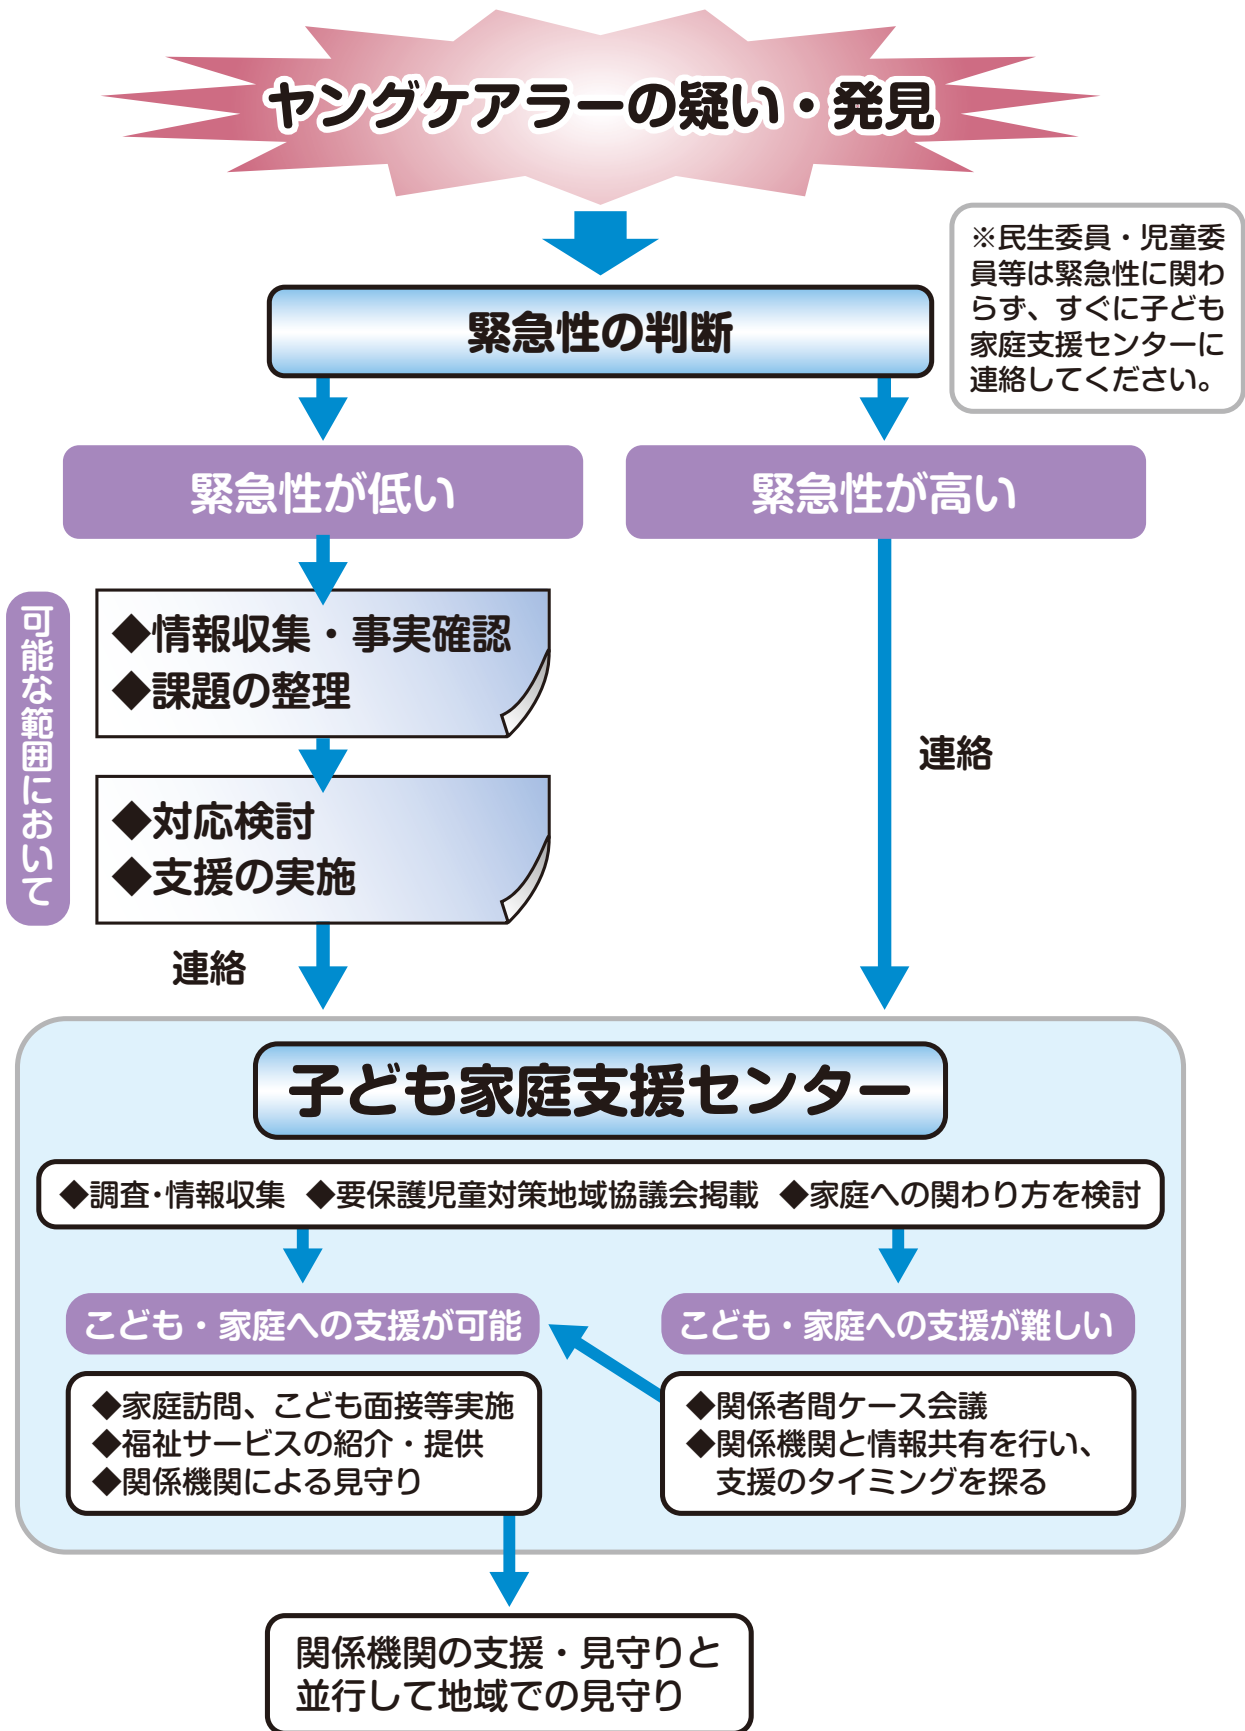 ヤングケアラーの疑い・発見
※民生委員・児童委
員等は緊急性に関わ
らず、すぐに子ども
家庭支援センターに
連絡してください。
緊急性の判断
緊急性が低い
緊急性が高い
可能な範囲において
◆情報収集・事実確認
◆課題の整理
◆対応検討
◆支援の実施
連絡
連絡
子ども家庭支援センター
◆調査・情報収集 ◆要保護児童対策地域協議会掲載 ◆家庭への関わり方を検討
こども・家庭への支援が可能
◆家庭訪問、こども面接等実施
◆福祉サービスの紹介・提供
◆関係機関による見守り
こども・家庭への支援が難しい
◆関係者間ケース会議
◆関係機関と情報共有を行い、
支援のタイミングを探る
関係機関の支援・見守りと
並行して地域での見守り